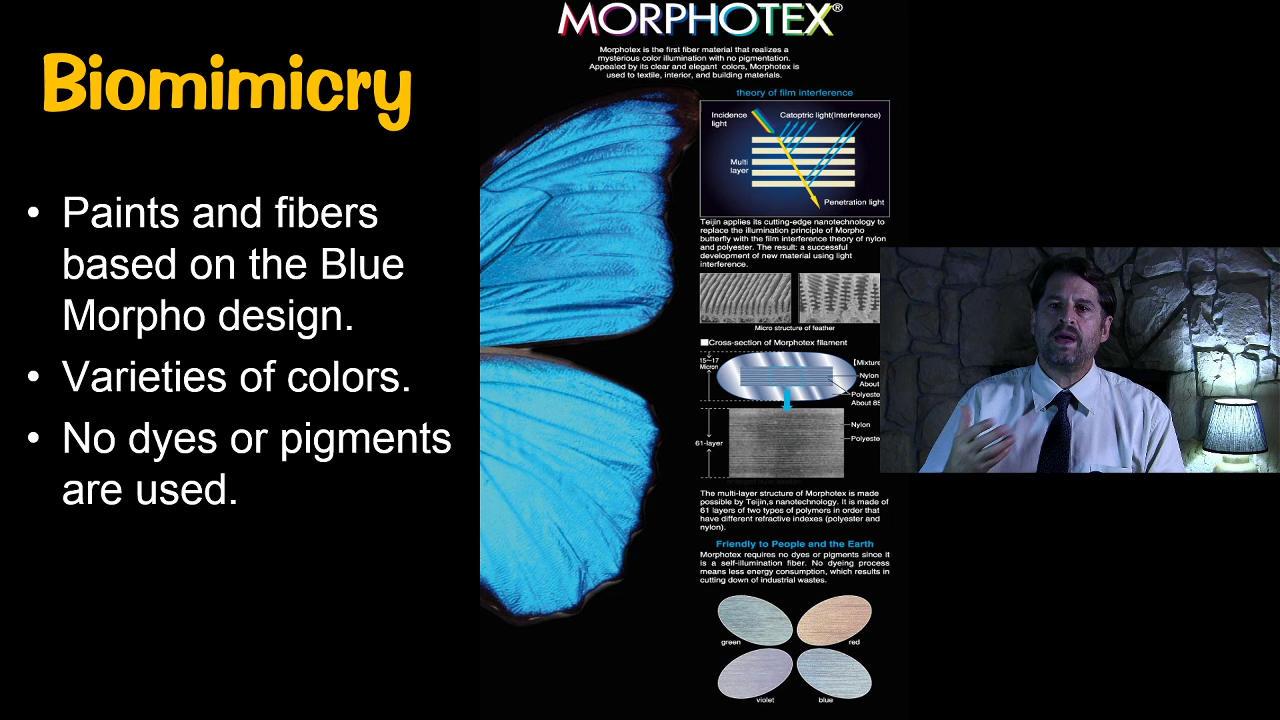 Biomimicry
• Paints and fibers
based on the Blue
Morpho design.
• Varieties of colors.
• No dyes or pigments
are used.
MORPHOTEX®
Morphotex is the first fiber material that realizes a
mysterious color illumination with no pigmentation.
Appealed by its clear and elegant colors, Morphotex is
used to textile, interior, and building materials.
theory of film interference
Incidence
light
Catoptric light(Interference)
Multi
layer
Penetration light
Teijin applies its cutting-edge nanotechnology to
replace the illumination principle of Morpho
butterfly with the film interference theory of nylon
and polyester. The result: a successful
development of new material using light
interference.
Micro structure of feather
■Cross-section of Morphotex filament
15~17
Micron
[Mixture
Nylon
About
Polyeste
About 85
61-layer
Nylon
Polyeste
The multi-layer structure of Morphotex is made
possible by Teijin,s nanotechnology. It is made of
61 layers of two types of polymers in order that
have different refractive indexes (polyester and
nylon).
Friendly to People and the Earth
Morphotex requires no dyes or pigments since it
is a self-illumination fiber. No dyeing process
means less energy consumption, which results in
cutting down of industrial wastes.
green
red
violet
blue